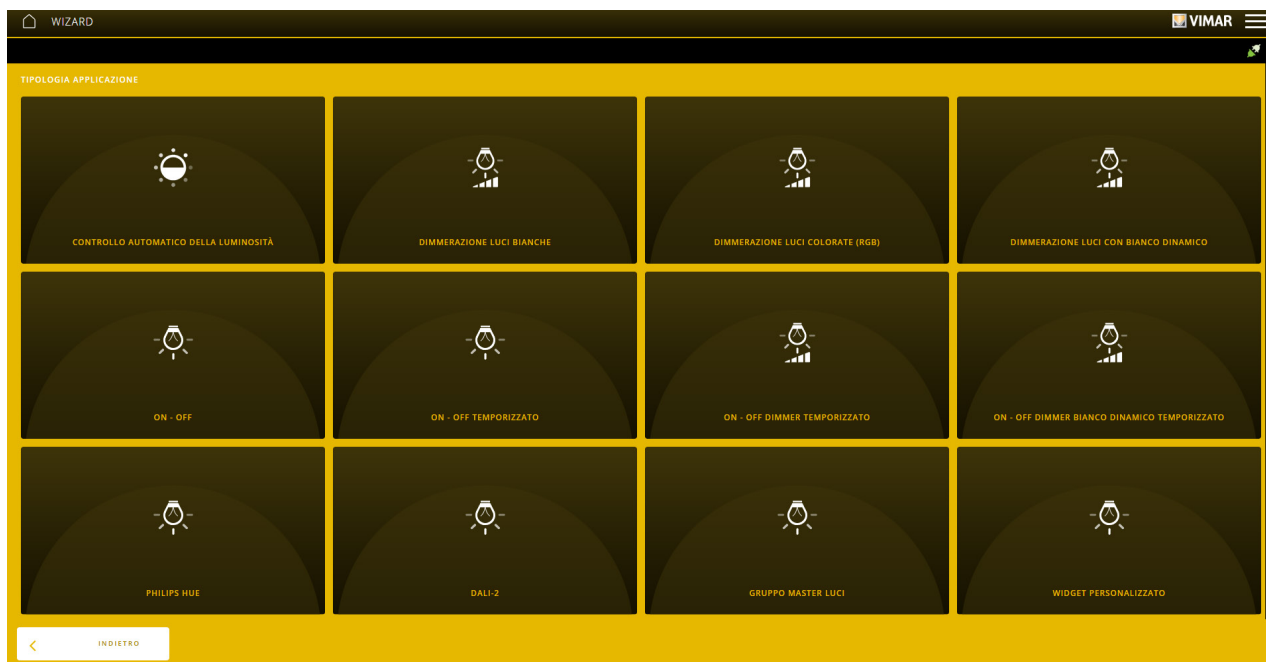 WIZARD
VIMAR
TIPOLOGIA APPLICAZIONE
CONTROLLO AUTOMATICO DELLA LUMINOSITÀ
DIMMERAZIONE LUCI BIANCHE
DIMMERAZIONE LUCI COLORATE (RGB)
DIMMERAZIONE LUCI CON BIANCO DINAMICO
ON - OFF
ON - OFF TEMPORIZZATO
ON - OFF DIMMER TEMPORIZZATO
ON - OFF DIMMER BIANCO DINAMICO TEMPORIZZATO
PHILIPS HUE
DALI-2
GRUPPO MASTER LUCI
WIDGET PERSONALIZZATO
INDIETRO